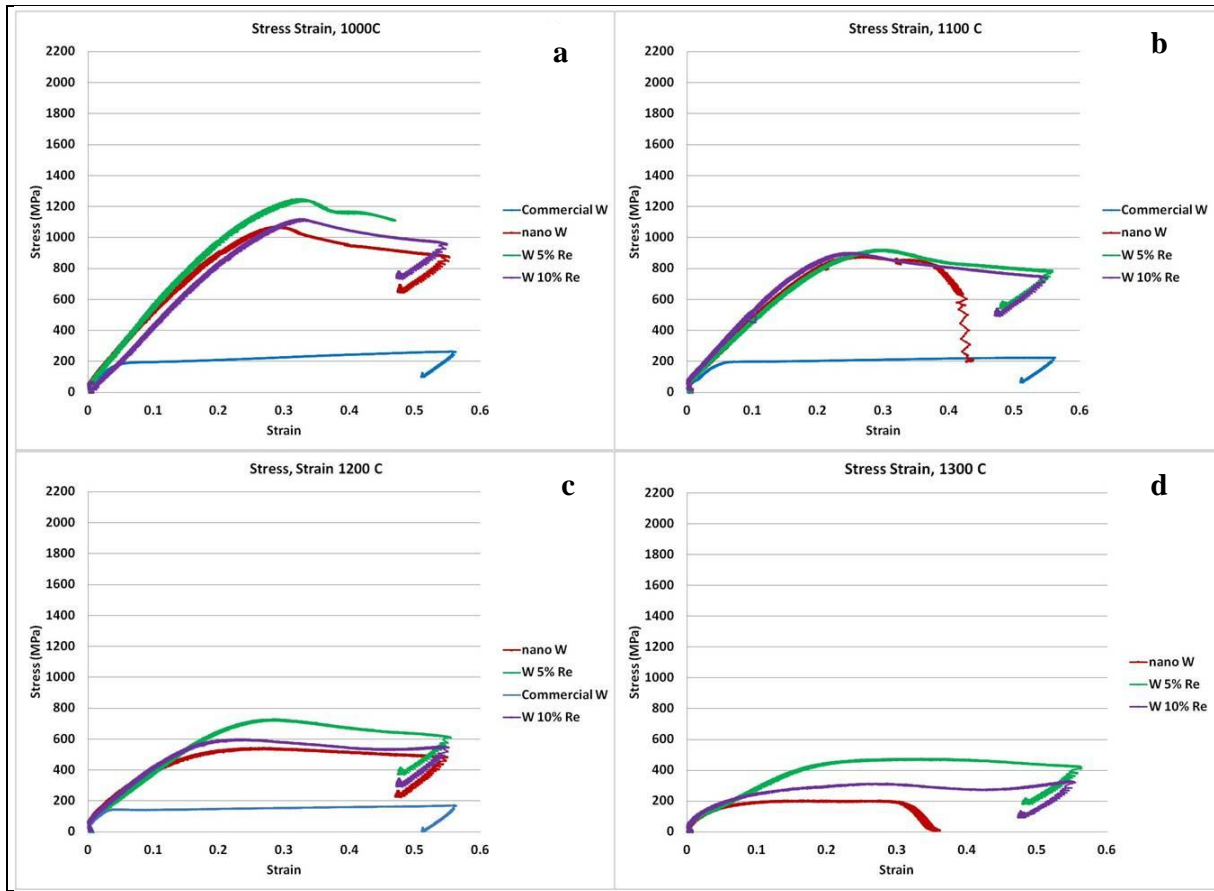 Stress Strain, 1000C
a
2200
2000
1800
1600
1400
1200
1000
800
600
400
200
0
Stress (MPa)
0 0.1 0.2 0.3 0.4 0.5 0.6
Strain
Commercial W
nano W
W 5% Re
W 10% Re
Stress Strain, 1100 C
b
2200
2000
1800
1600
1400
1200
1000
800
600
400
200
0
Stress (MPa)
0 0.1 0.2 0.3 0.4 0.5 0.6
Strain
Commercial W
nano W
W 5% Re
W 10% Re
Stress, Strain 1200 C
c
2200
2000
1800
1600
1400
1200
1000
800
600
400
200
0
Stress (MPa)
0 0.1 0.2 0.3 0.4 0.5 0.6
Strain
nano W
W 5% Re
Commercial W
W 10% Re
Stress Strain, 1300 C
d
2200
2000
1800
1600
1400
1200
1000
800
600
400
200
0
Stress (MPa)
0 0.1 0.2 0.3 0.4 0.5 0.6
Strain
nano W
W 5% Re
W 10% Re